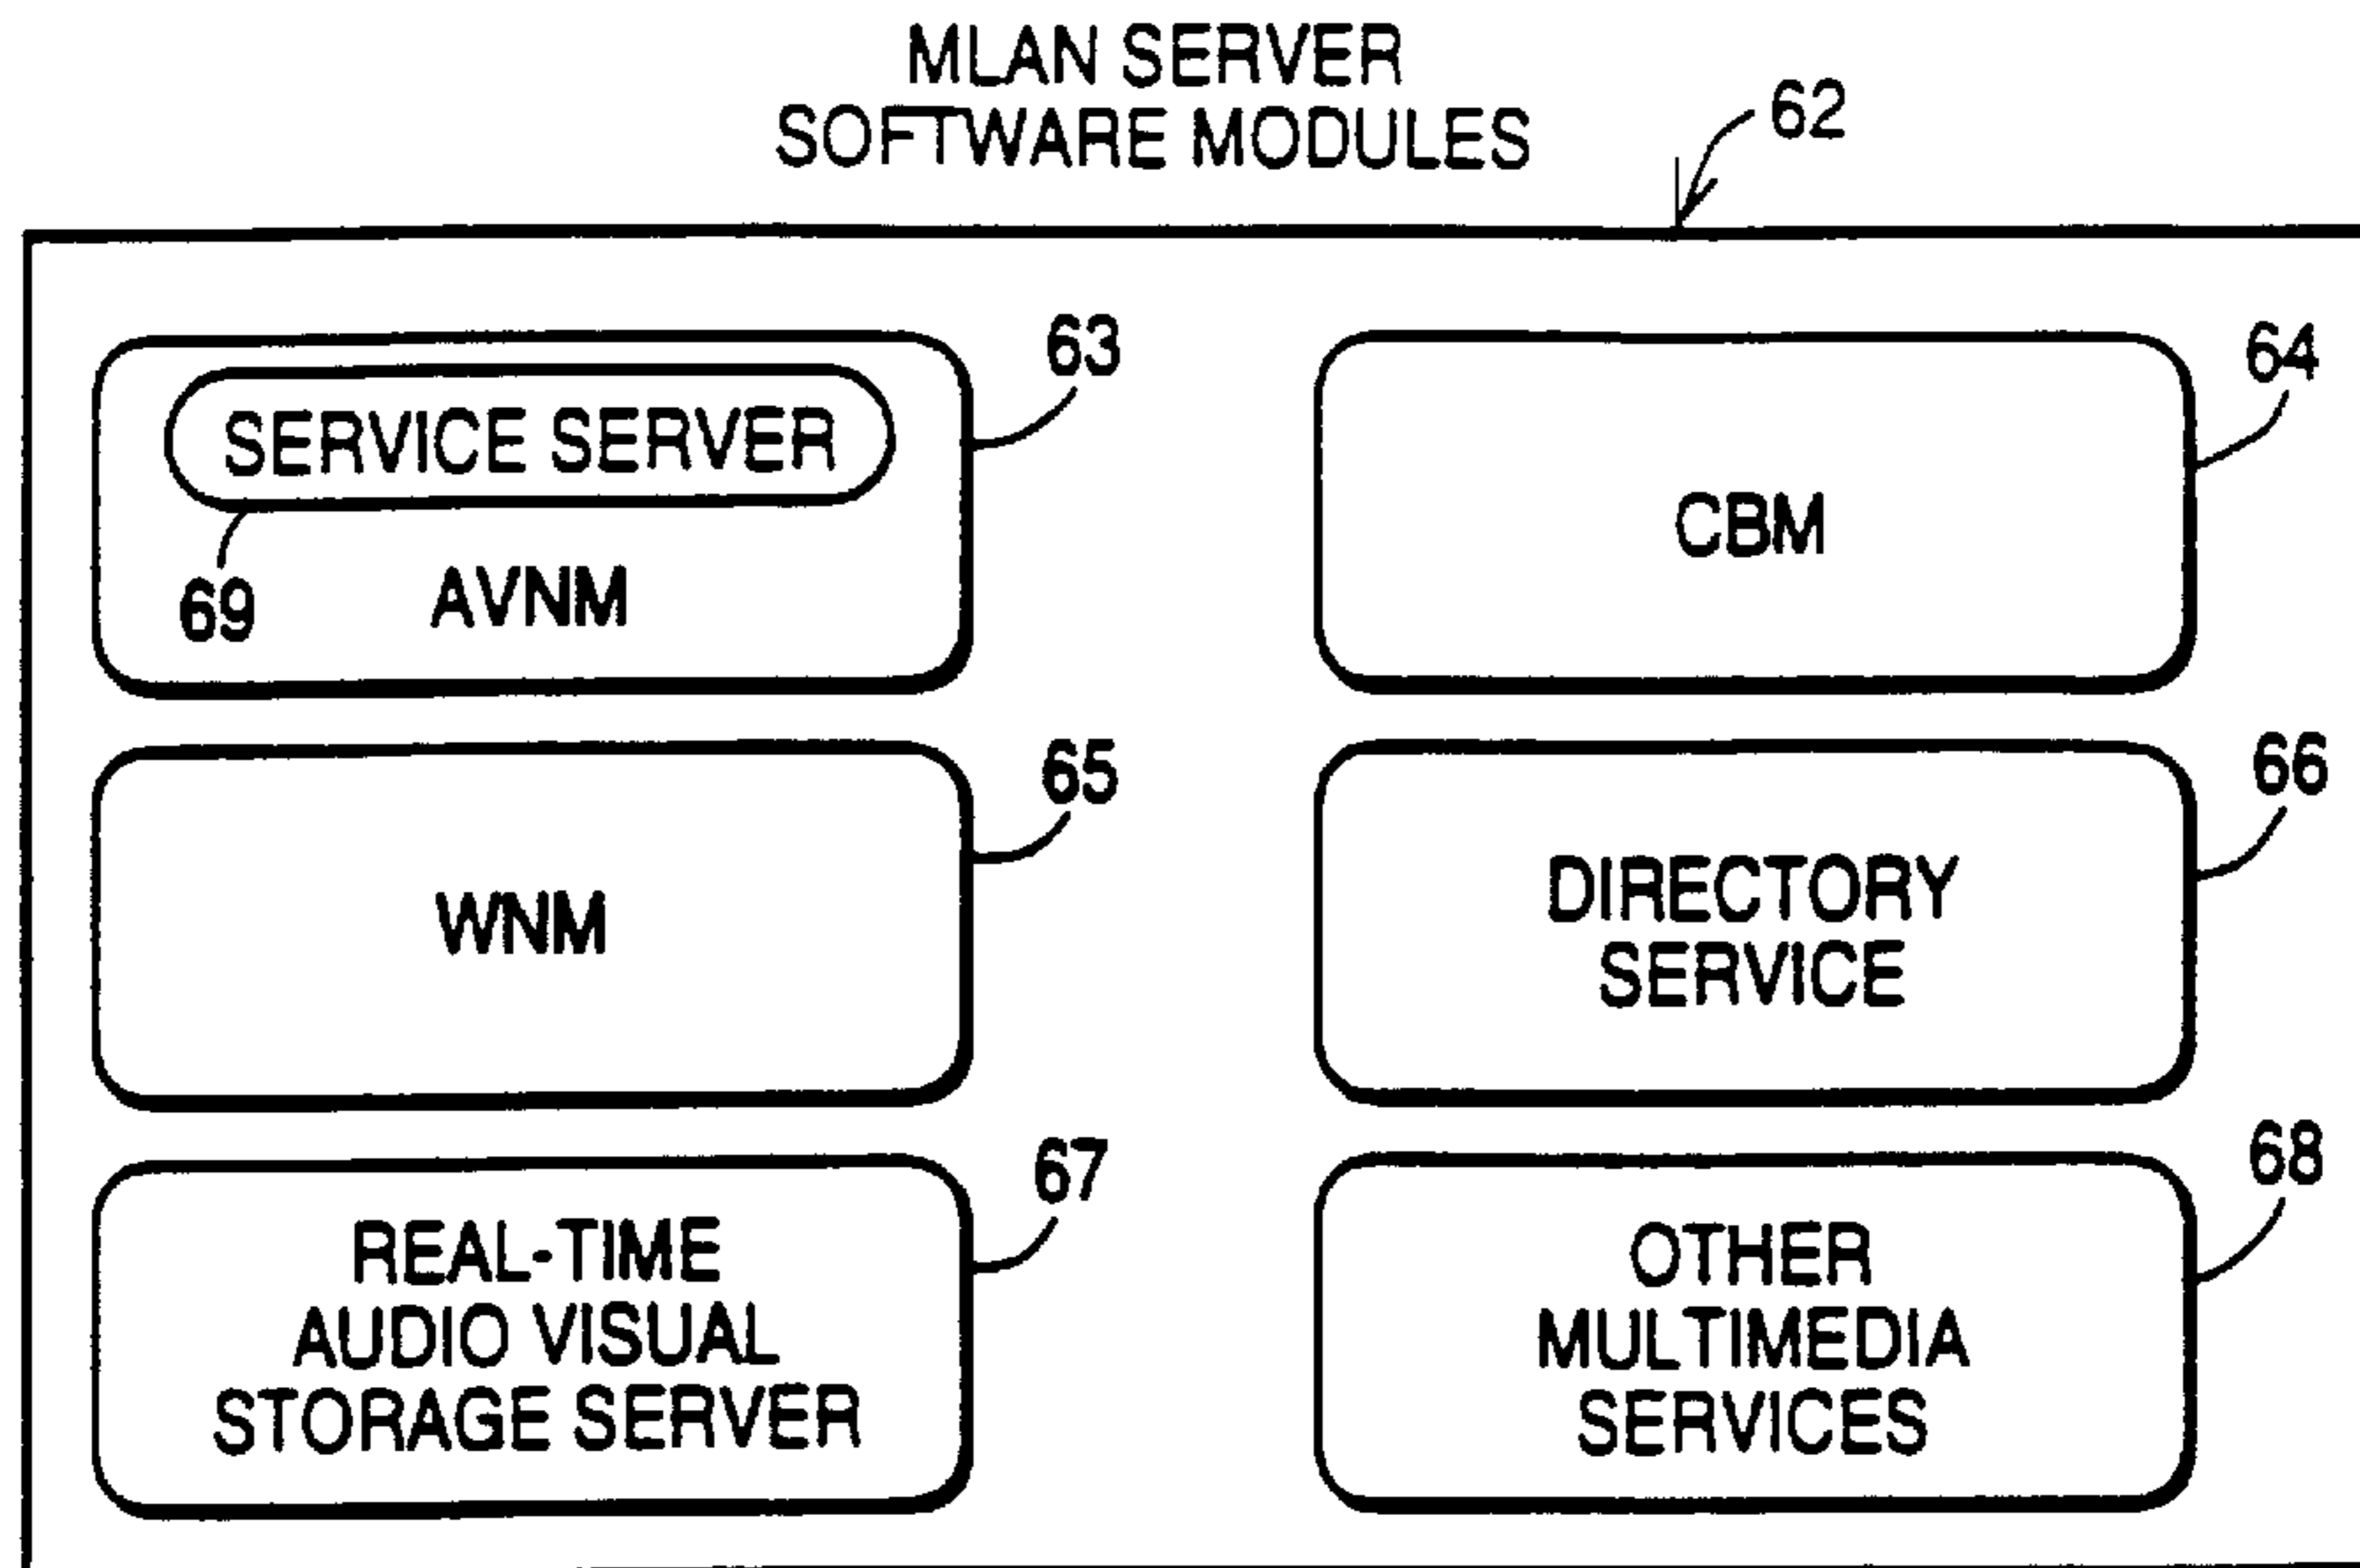 MLAN SERVER
SOFTWARE MODULES
62
63
SERVICE SERVER
69
AVNM
64
CBM
65
WNM
66
DIRECTORY
SERVICE
67
REAL-TIME
AUDIO VISUAL
STORAGE SERVER
68
OTHER
MULTIMEDIA
SERVICES